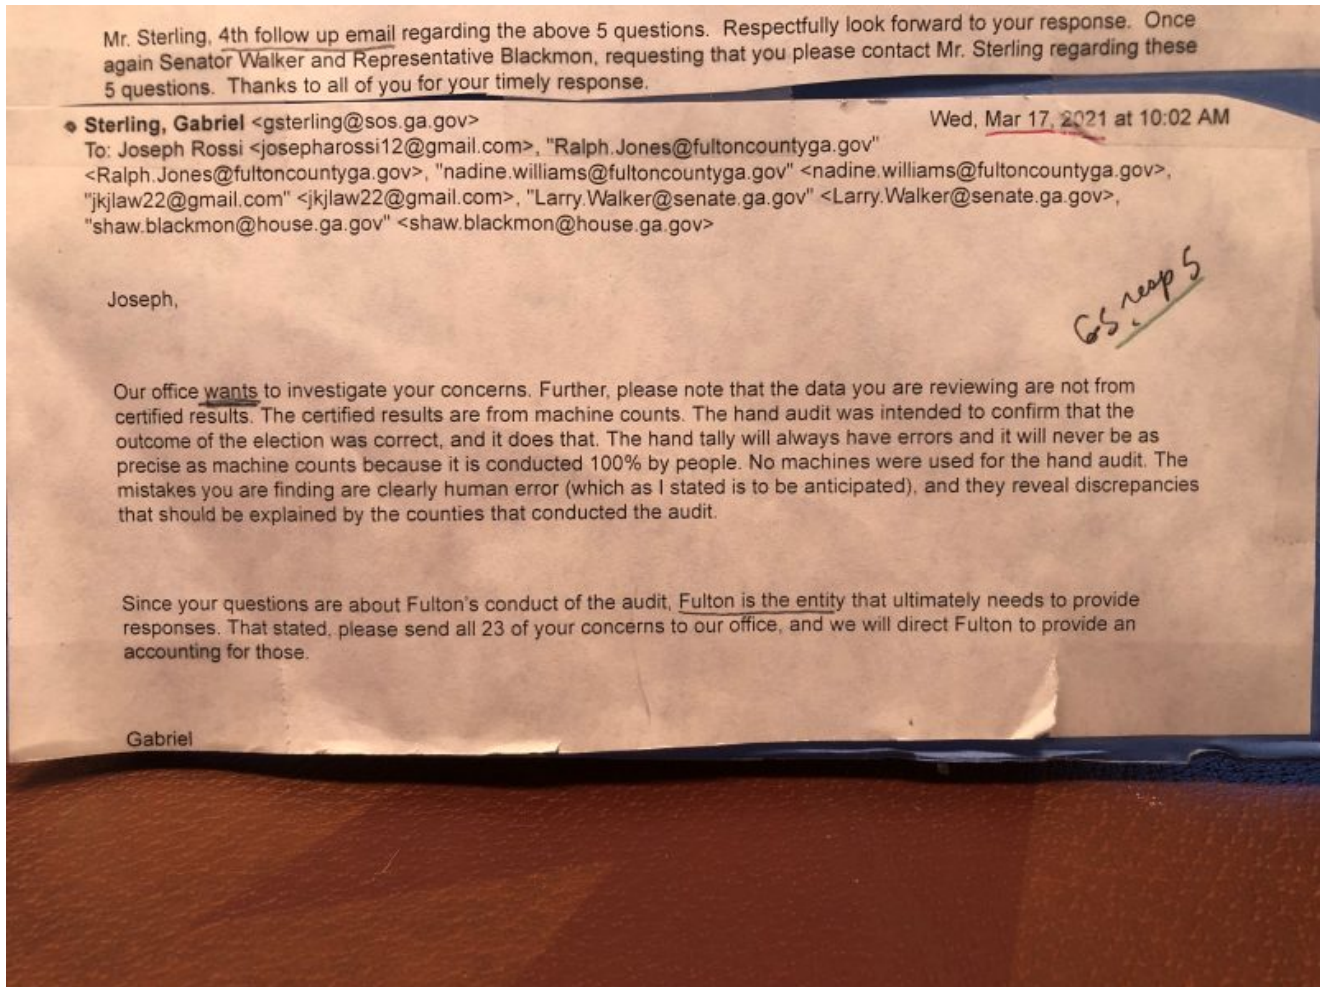 Mr. Sterling, 4th follow up email regarding the above 5 questions. Respectfully look forward to your response. Once
again Senator Walker and Representative Blackmon, requesting that you please contact Mr. Sterling regarding these
5 questions. Thanks to all of you for your timely response.
Sterling, Gabriel <gsterling@sos.ga.gov> Wed, Mar 17, 2021 at 10:02 AM
To: Joseph Rossi <josepharossi12@gmail.com>, "Ralph.Jones@fultoncountyga.gov"
<Ralph.Jones@fultoncountyga.gov>, "nadine.williams@fultoncountyga.gov" <nadine.williams@fultoncountyga.gov>,
"jkjlaw22@gmail.com" <jkjlaw22@gmail.com>, "Larry.Walker@senate.ga.gov" <Larry.Walker@senate.ga.gov>,
"shaw.blackmon@house.ga.gov" <shaw.blackmon@house.ga.gov>
GS resp 5
Joseph,
Our office wants to investigate your concerns. Further, please note that the data you are reviewing are not from
certified results. The certified results are from machine counts. The hand audit was intended to confirm that the
outcome of the election was correct, and it does that. The hand tally will always have errors and it will never be as
precise as machine counts because it is conducted 100% by people. No machines were used for the hand audit. The
mistakes you are finding are clearly human error (which as I stated is to be anticipated), and they reveal discrepancies
that should be explained by the counties that conducted the audit.
Since your questions are about Fulton's conduct of the audit, Fulton is the entity that ultimately needs to provide
responses. That stated, please send all 23 of your concerns to our office, and we will direct Fulton to provide an
accounting for those.
Gabriel